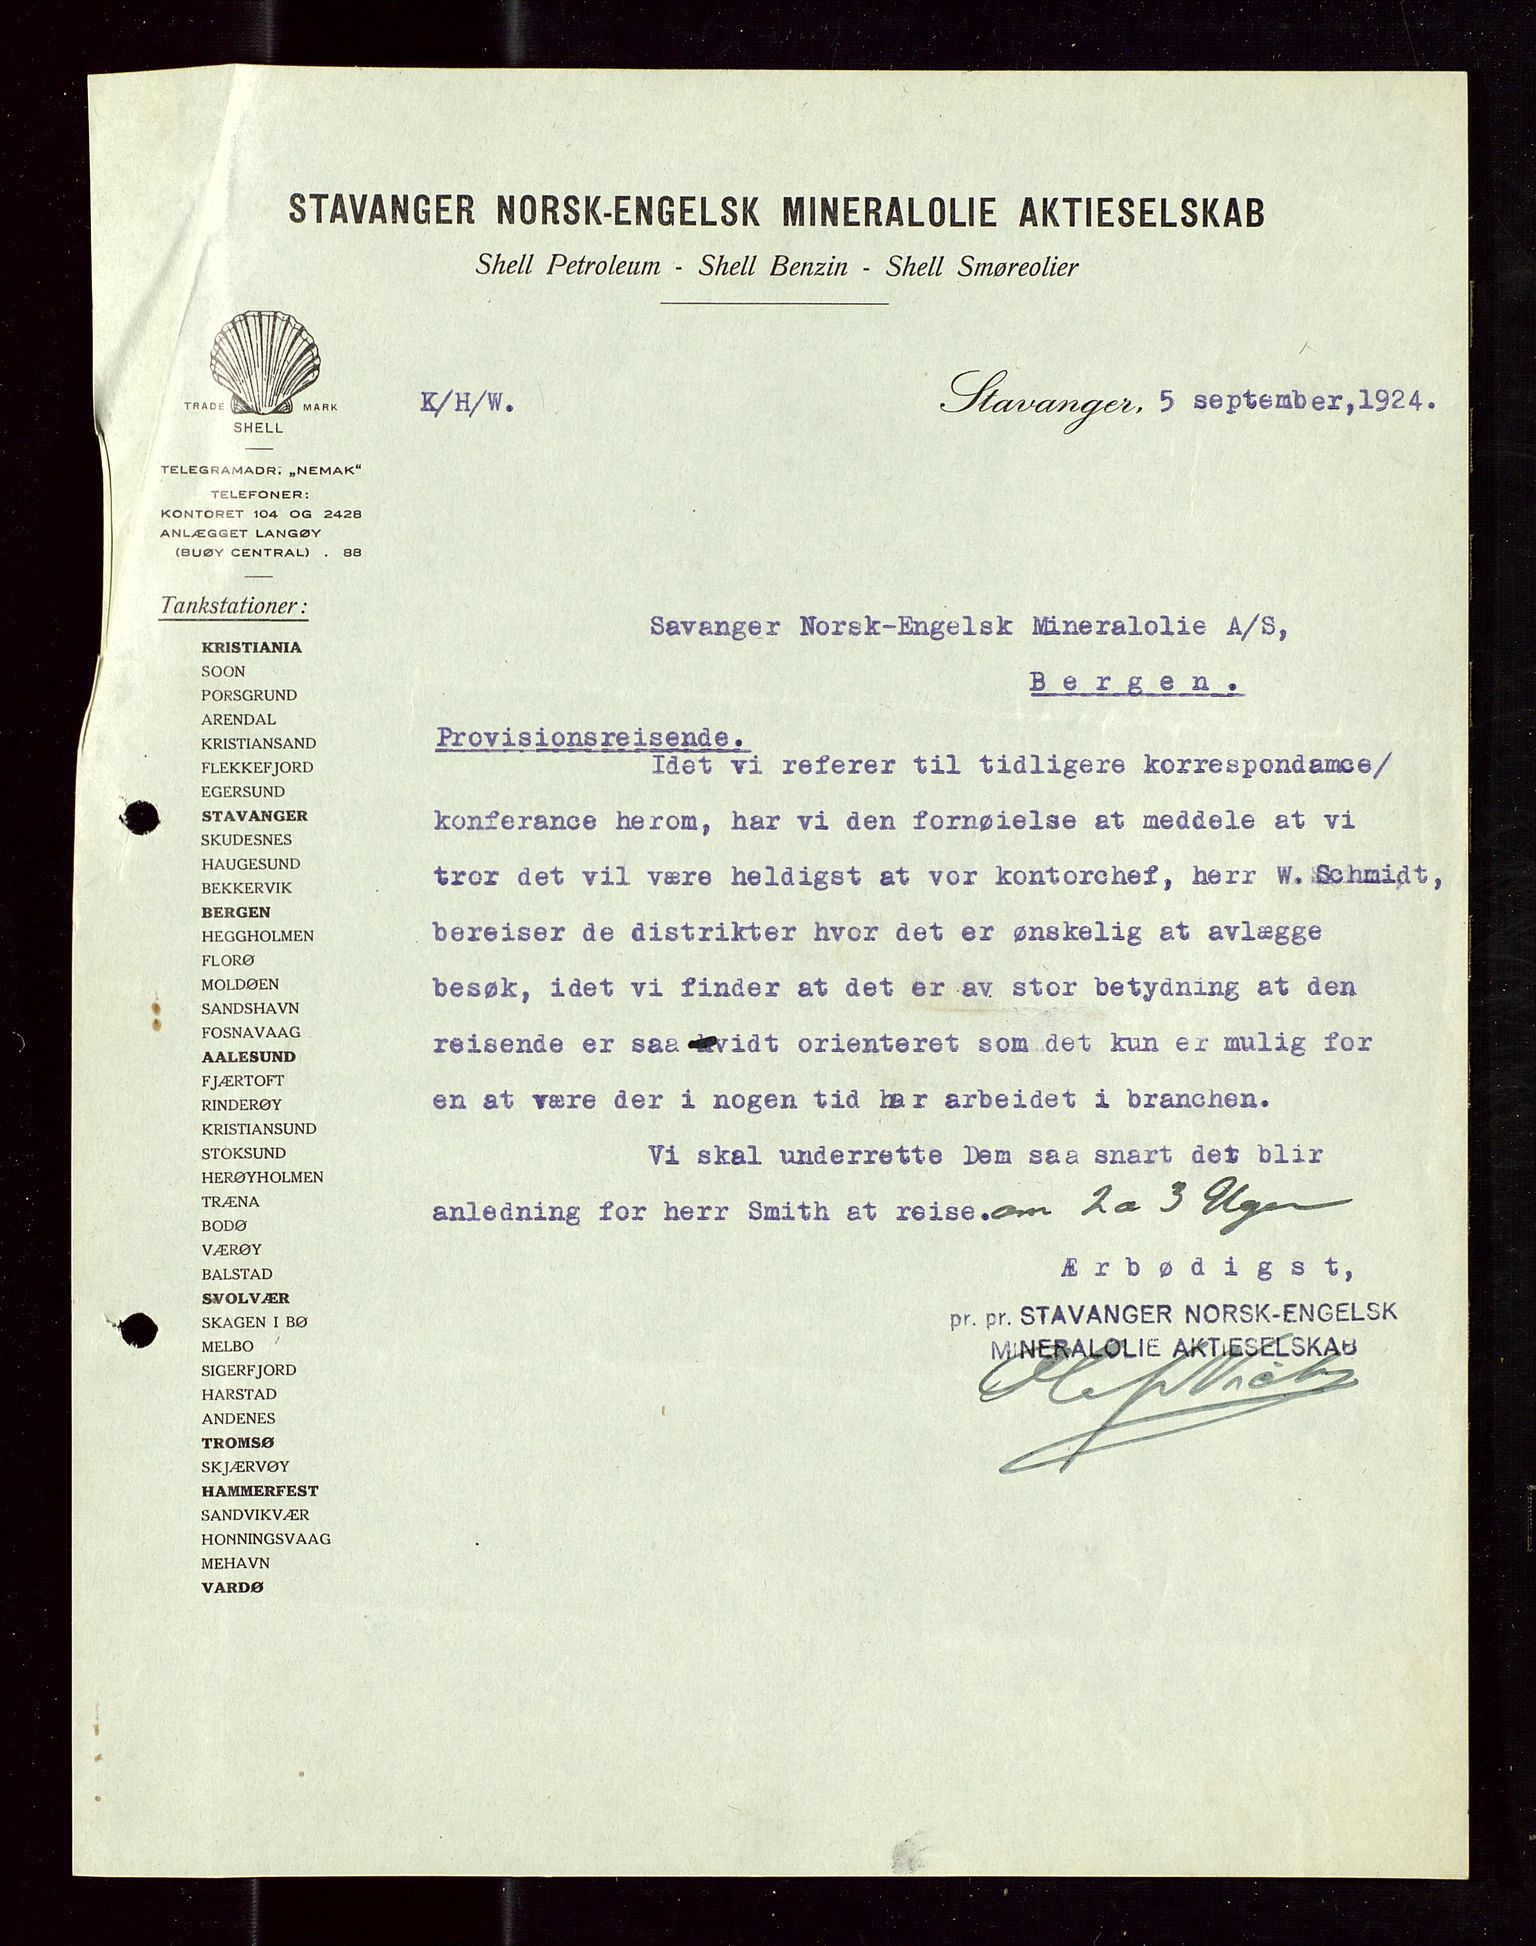 STAVANGER NORSK-ENGELSK MINERALOLIE AKTIESELSKAB
Shell Petroleum - Shell Benzin - Shell Smøreolier
TRADE MARK
SHELL
K/H/W.
Stavanger, 5 september, 1924.
TELEGRAMADR: „NEMAK“
TELEFONER:
KONTORET 104 OG 2428
ANLÆGGET LANGØY
(BUØY CENTRAL) . 88
Tankstationer:
KRISTIANIA
SOON
PORSGRUND
ARENDAL
KRISTIANSAND
FLEKKEFJORD
EGERSUND
STAVANGER
SKUDESNES
HAUGESUND
BEKKERVIK
BERGEN
HEGGHOLMEN
FLORØ
MOLDØEN
SANDSHAVN
FOSNAVAAG
AALESUND
FJÆRTOFT
RINDERØY
KRISTIANSUND
STOKSUND
HERØYHOLMEN
TRÆNA
BODØ
VÆRØY
BALSTAD
SVOLVÆR
SKAGEN I BØ
MELBO
SIGERFJORD
HARSTAD
ANDENES
TROMSØ
SKJÆRVØY
HAMMERFEST
SANDVIKVÆR
HONNINGSVAAG
MEHAVN
VARDØ
Savanger Norsk-Engelsk Mineralolie A/S,
B e r g e n .
Provisionsreisende.
Idet vi referer til tidligere korrespondamce/
konferance herom, har vi den fornøielse at meddele at vi
tror det vil være heldigst at vor kontorchef, herr W. Schmidt,
bereiser de distrikter hvor det er ønskelig at avlægge
besøk, idet vi finder at det er av stor betydning at den
reisende er saa vidt orienteret som det kun er mulig for
en at være der i nogen tid har arbeidet i branchen.
Vi skal underrette Dem saa snart det blir
anledning for herr Smith at reise. om 2 a 3 Uger
Æ r b ø d i g s t,
pr. pr. STAVANGER NORSK-ENGELSK
MINERALOLIE AKTIESELSKAB